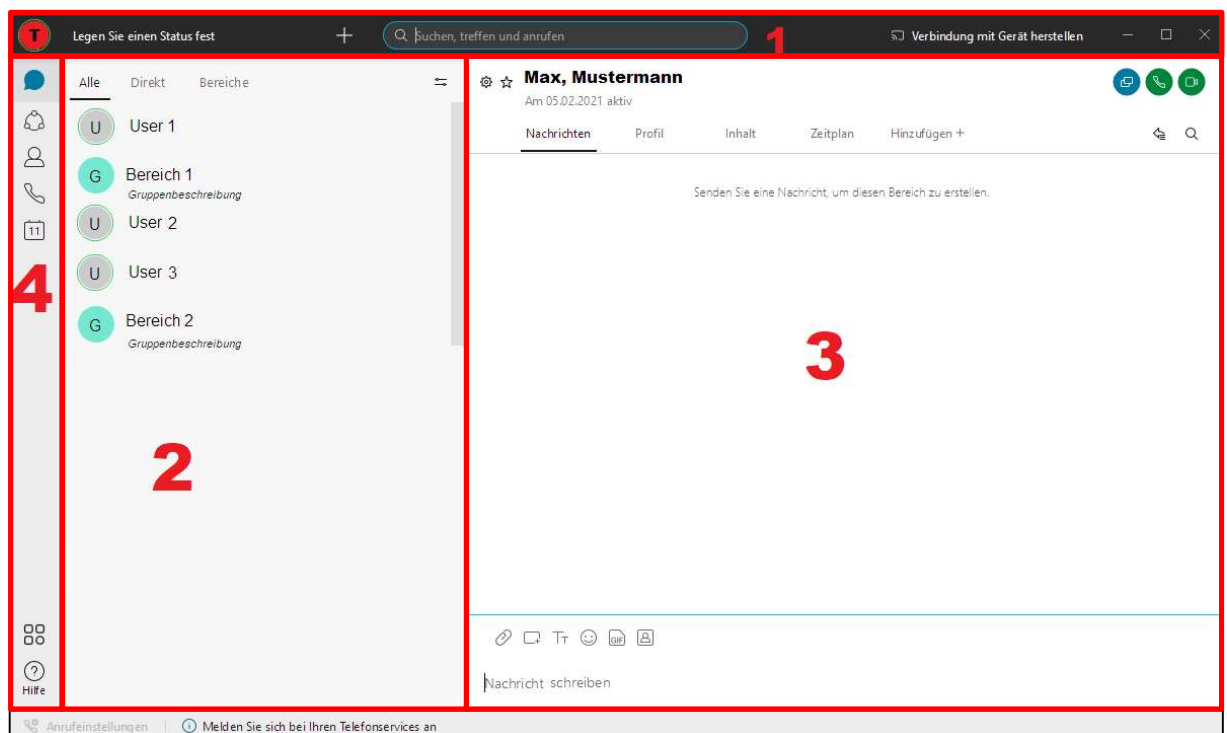 T Legen Sie einen Status fest Suchen, treffen und anrufen 1 Verbindung mit Gerät herstellen
Alle Direkt Bereiche
U User 1
G Bereich 1
Gruppenbeschreibung
U User 2
U User 3
G Bereich 2
Gruppenbeschreibung
2
11
4
Hilfe
Max, Mustermann
Am 05.02.2021 aktiv
Nachrichten Profil Inhalt Zeitplan Hinzufügen +
Senden Sie eine Nachricht, um diesen Bereich zu erstellen.
3
GIF
Nachricht schreiben
Anrufeinstellungen Melden Sie sich bei Ihren Telefonservices an